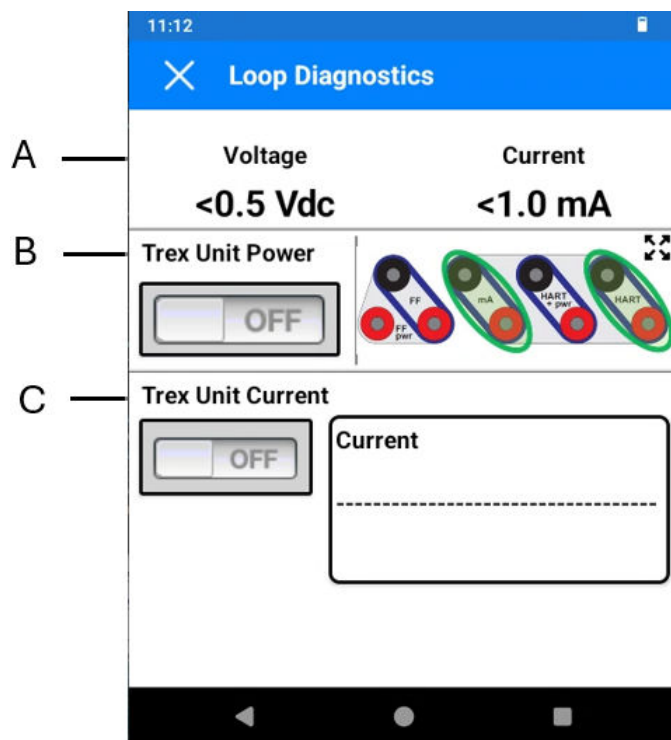 11:12
Loop Diagnostics
A
Voltage
Current
<0.5 Vdc
<1.0 mA
B
Trex Unit Power
OFF
FF
FF
pwr
mA
HART
+ pwr
HART
C
Trex Unit Current
OFF
Current